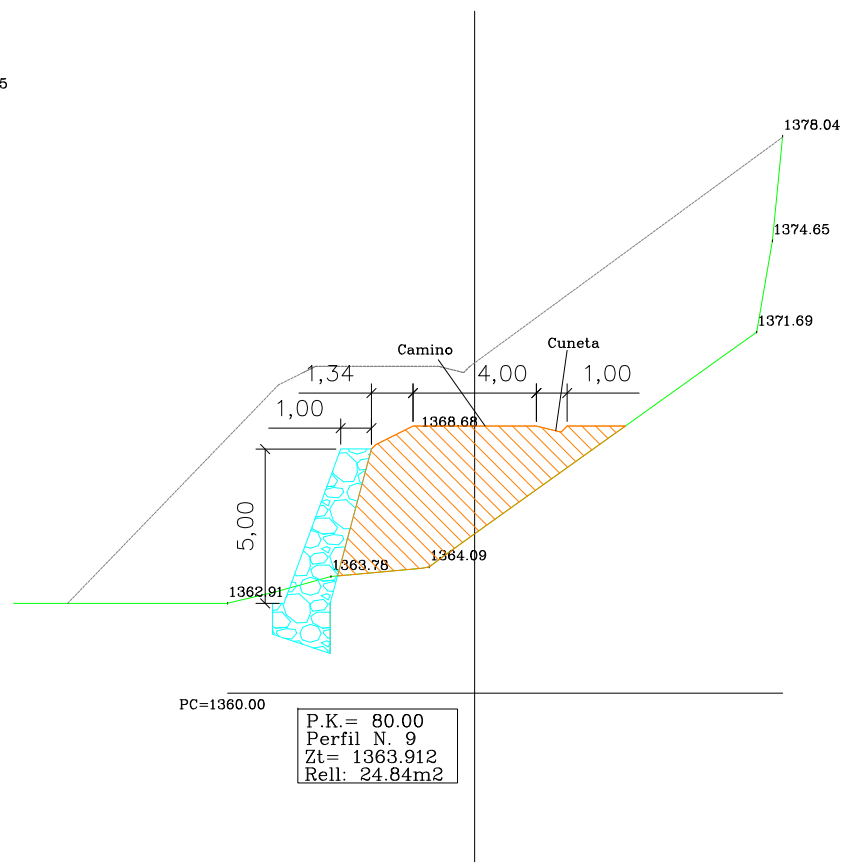 5
1378.04
1374.65
1371.69
Camino
Cuneta
1,34
4,00
1,00
1,00
1368.68
5,00
1364.09
1363.78
1362.91
PC=1360.00
P.K.= 80.00
Perfil N. 9
Zt= 1363.912
Rell: 24.84m2